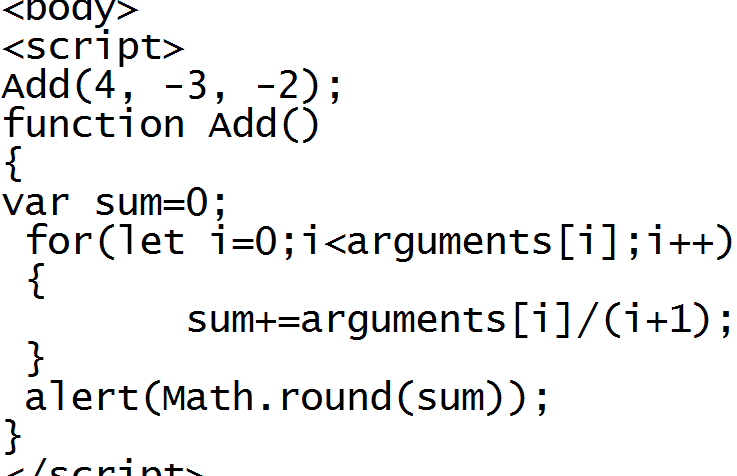 <body>
<script>
Add(4, -3, -2);
function Add()
{
var sum=0;
for(let i=0;i<arguments[i];i++)
{
sum+=arguments[i]/(i+1);
}
alert(Math.round(sum));
}
</script>